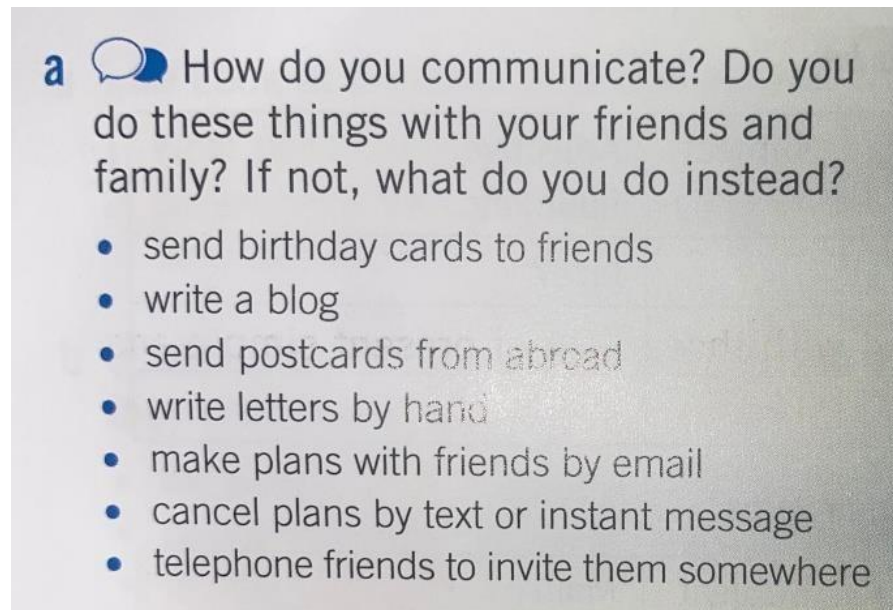 a How do you communicate? Do you
do these things with your friends and
family? If not, what do you do instead?
• send birthday cards to friends
• write a blog
• send postcards from abroad
• write letters by hand
• make plans with friends by email
• cancel plans by text or instant message
• telephone friends to invite them somewhere